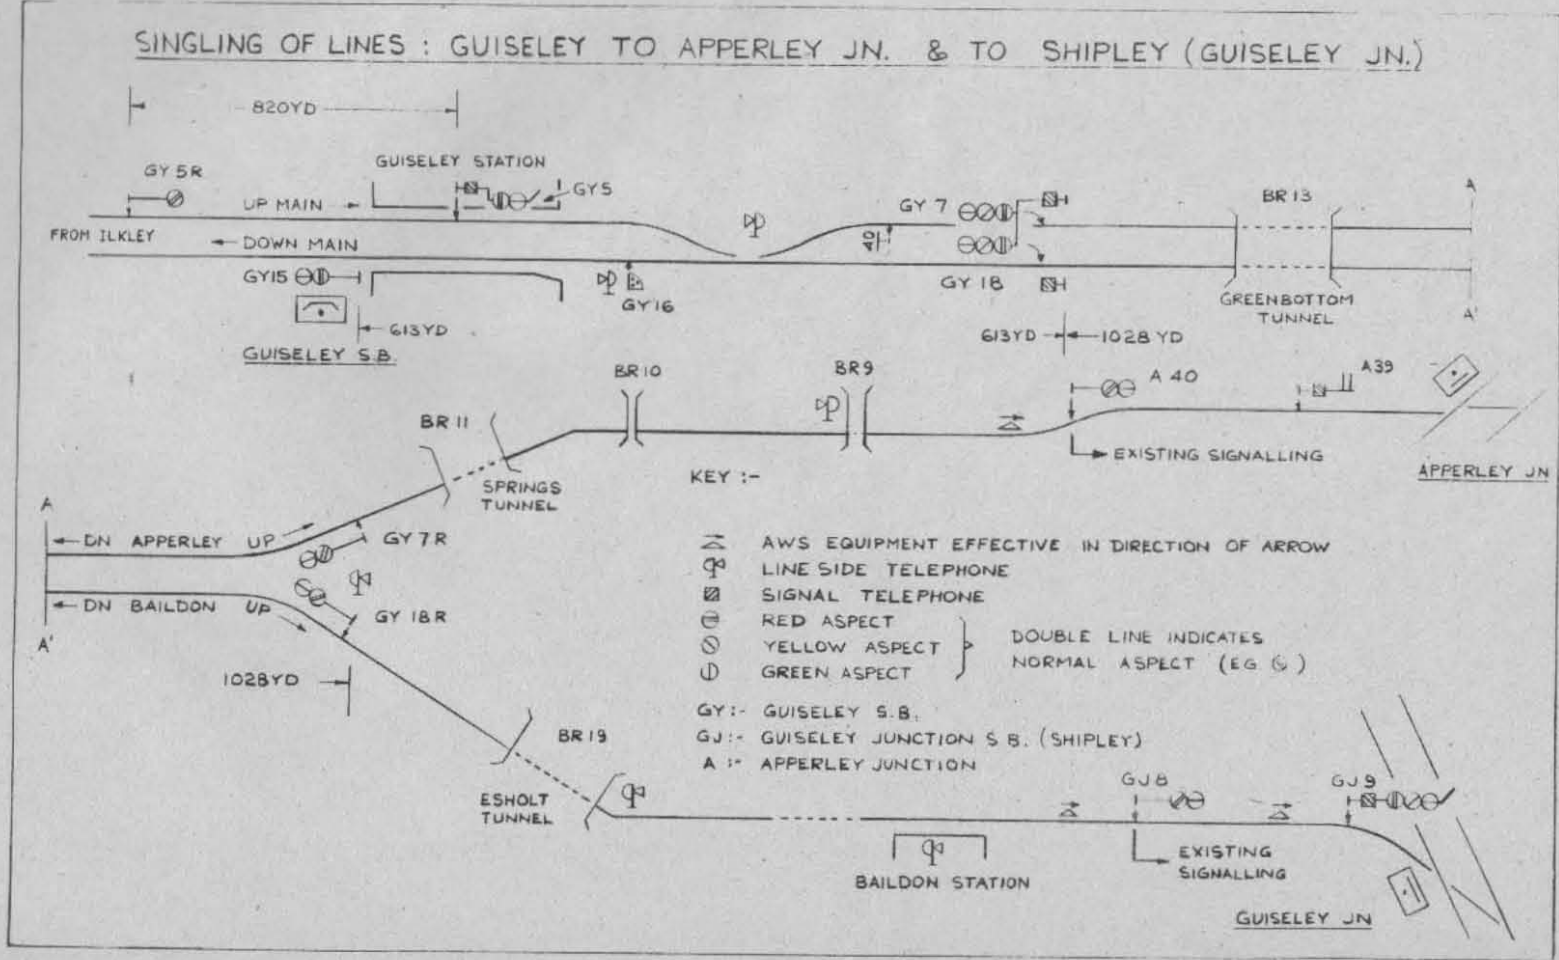 SINGLING OF LINES : GUISELEY TO APPERLEY JN. & TO SHIPLEY (GUISELEY JN.)
820YD
GUISELEY STATION
GY 5R
GY5
UP MAIN
FROM ILKLEY
DOWN MAIN
GY15
GY16
613YD
GUISELEY S.B.
GY 7
40
GY 18
BR 13
GREENBOTTOM
TUNNEL
A
A'
613YD
1028 YD
BR 11
SPRINGS
TUNNEL
BR 10
BR 9
A 40
A39
EXISTING SIGNALLING
APPERLEY JN
A
DN APPERLEY UP
GY 7R
DN BAILDON UP
GY 18R
A'
1028YD
BR 19
ESHOLT
TUNNEL
KEY :-
AWS EQUIPMENT EFFECTIVE IN DIRECTION OF ARROW
LINE SIDE TELEPHONE
SIGNAL TELEPHONE
RED ASPECT
YELLOW ASPECT
GREEN ASPECT
DOUBLE LINE INDICATES
NORMAL ASPECT (EG )
GY :- GUISELEY S.B.
GJ :- GUISELEY JUNCTION S B. (SHIPLEY)
A :- APPERLEY JUNCTION
BAILDON STATION
GJ8
GJ9
EXISTING
SIGNALLING
GUISELEY JN